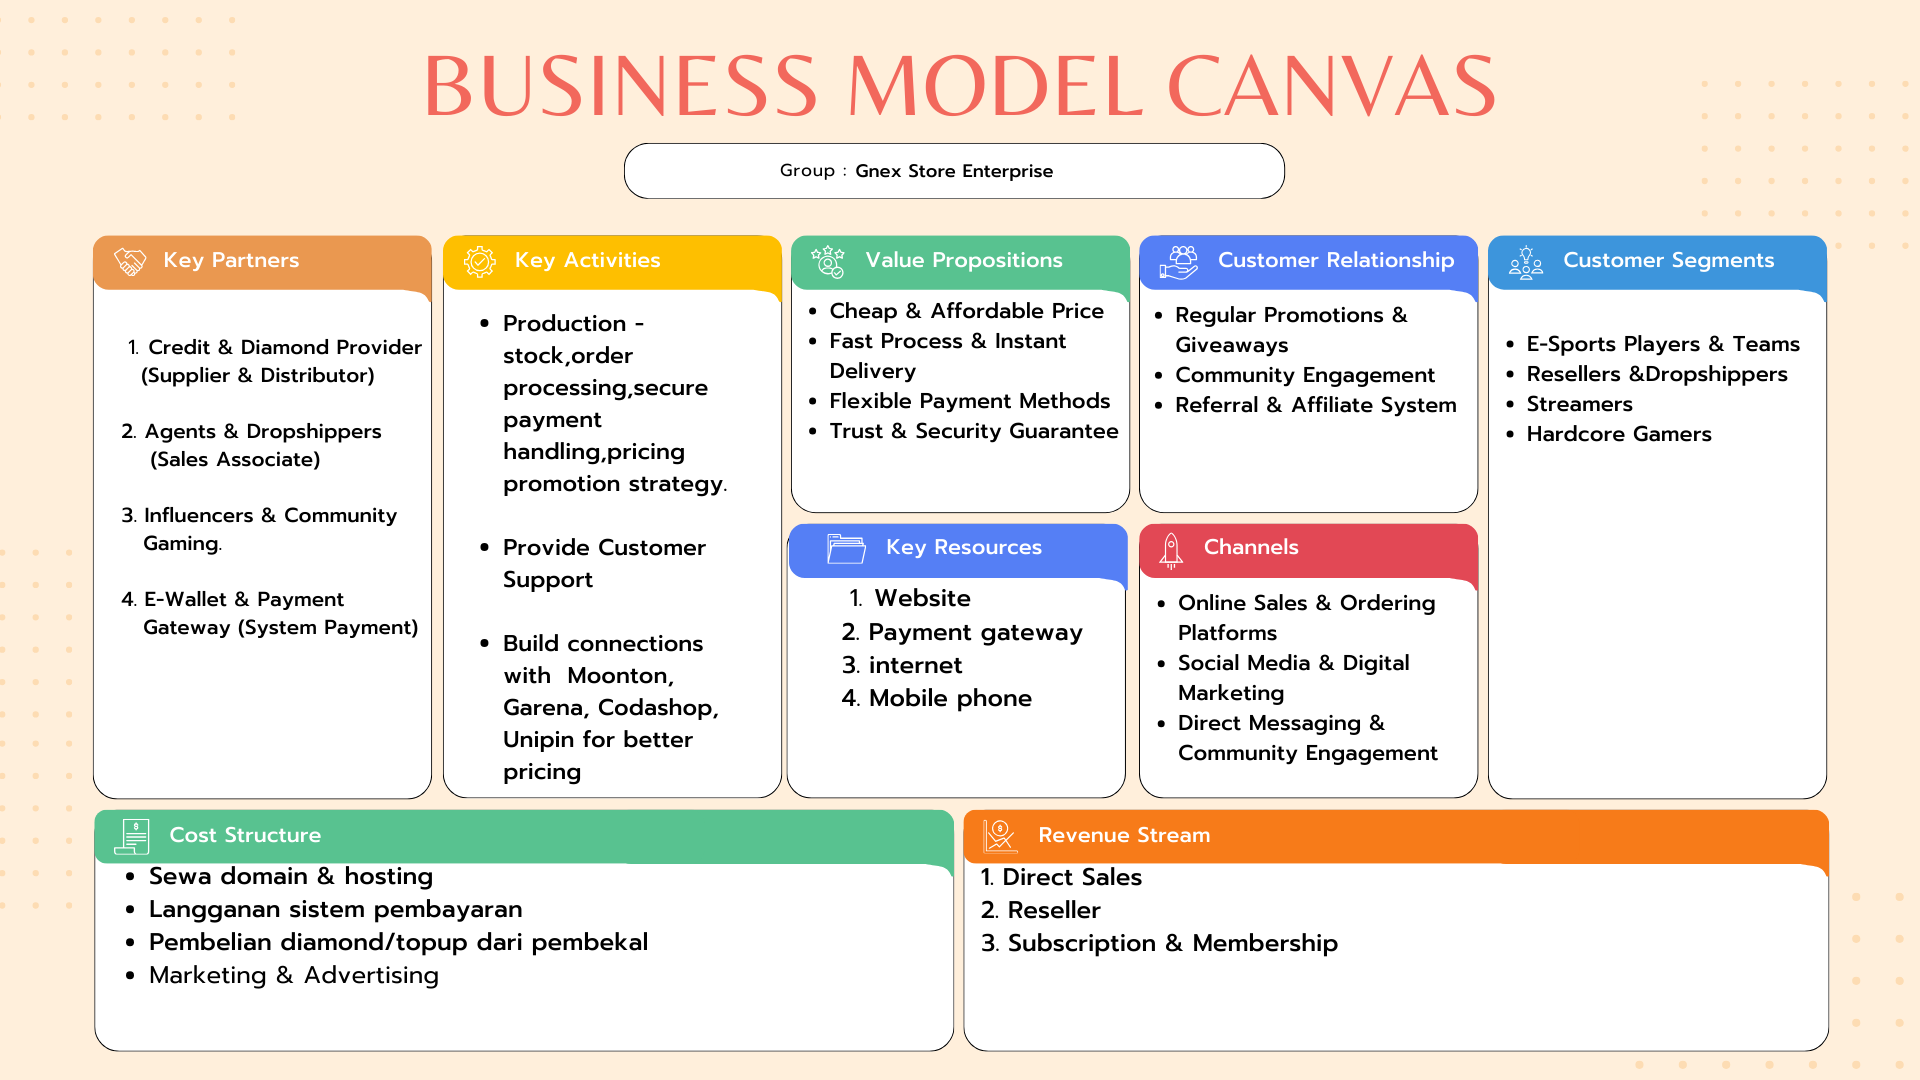 BUSINESS MODEL CANVAS
Group : Gnex Store Enterprise
Key Partners
1. Credit & Diamond Provider
(Supplier & Distributor)
2. Agents & Dropshippers
(Sales Associate)
3. Influencers & Community
Gaming.
4. E-Wallet & Payment
Gateway (System Payment)
Key Activities
• Production -
stock,order
processing,secure
payment
handling,pricing
promotion strategy.
• Provide Customer
Support
• Build connections
with  Moonton,
Garena, Codashop,
Unipin for better
pricing
Value Propositions
• Cheap & Affordable Price
• Fast Process & Instant
Delivery
• Flexible Payment Methods
• Trust & Security Guarantee
Key Resources
1. Website
2. Payment gateway
3. internet
4. Mobile phone
Customer Relationship
• Regular Promotions &
Giveaways
• Community Engagement
• Referral & Affiliate System
Channels
• Online Sales & Ordering
Platforms
• Social Media & Digital
Marketing
• Direct Messaging &
Community Engagement
Customer Segments
• E-Sports Players & Teams
• Resellers &Dropshippers
• Streamers
• Hardcore Gamers
Cost Structure
• Sewa domain & hosting
• Langganan sistem pembayaran
• Pembelian diamond/topup dari pembekal
• Marketing & Advertising
Revenue Stream
1. Direct Sales
2. Reseller
3. Subscription & Membership